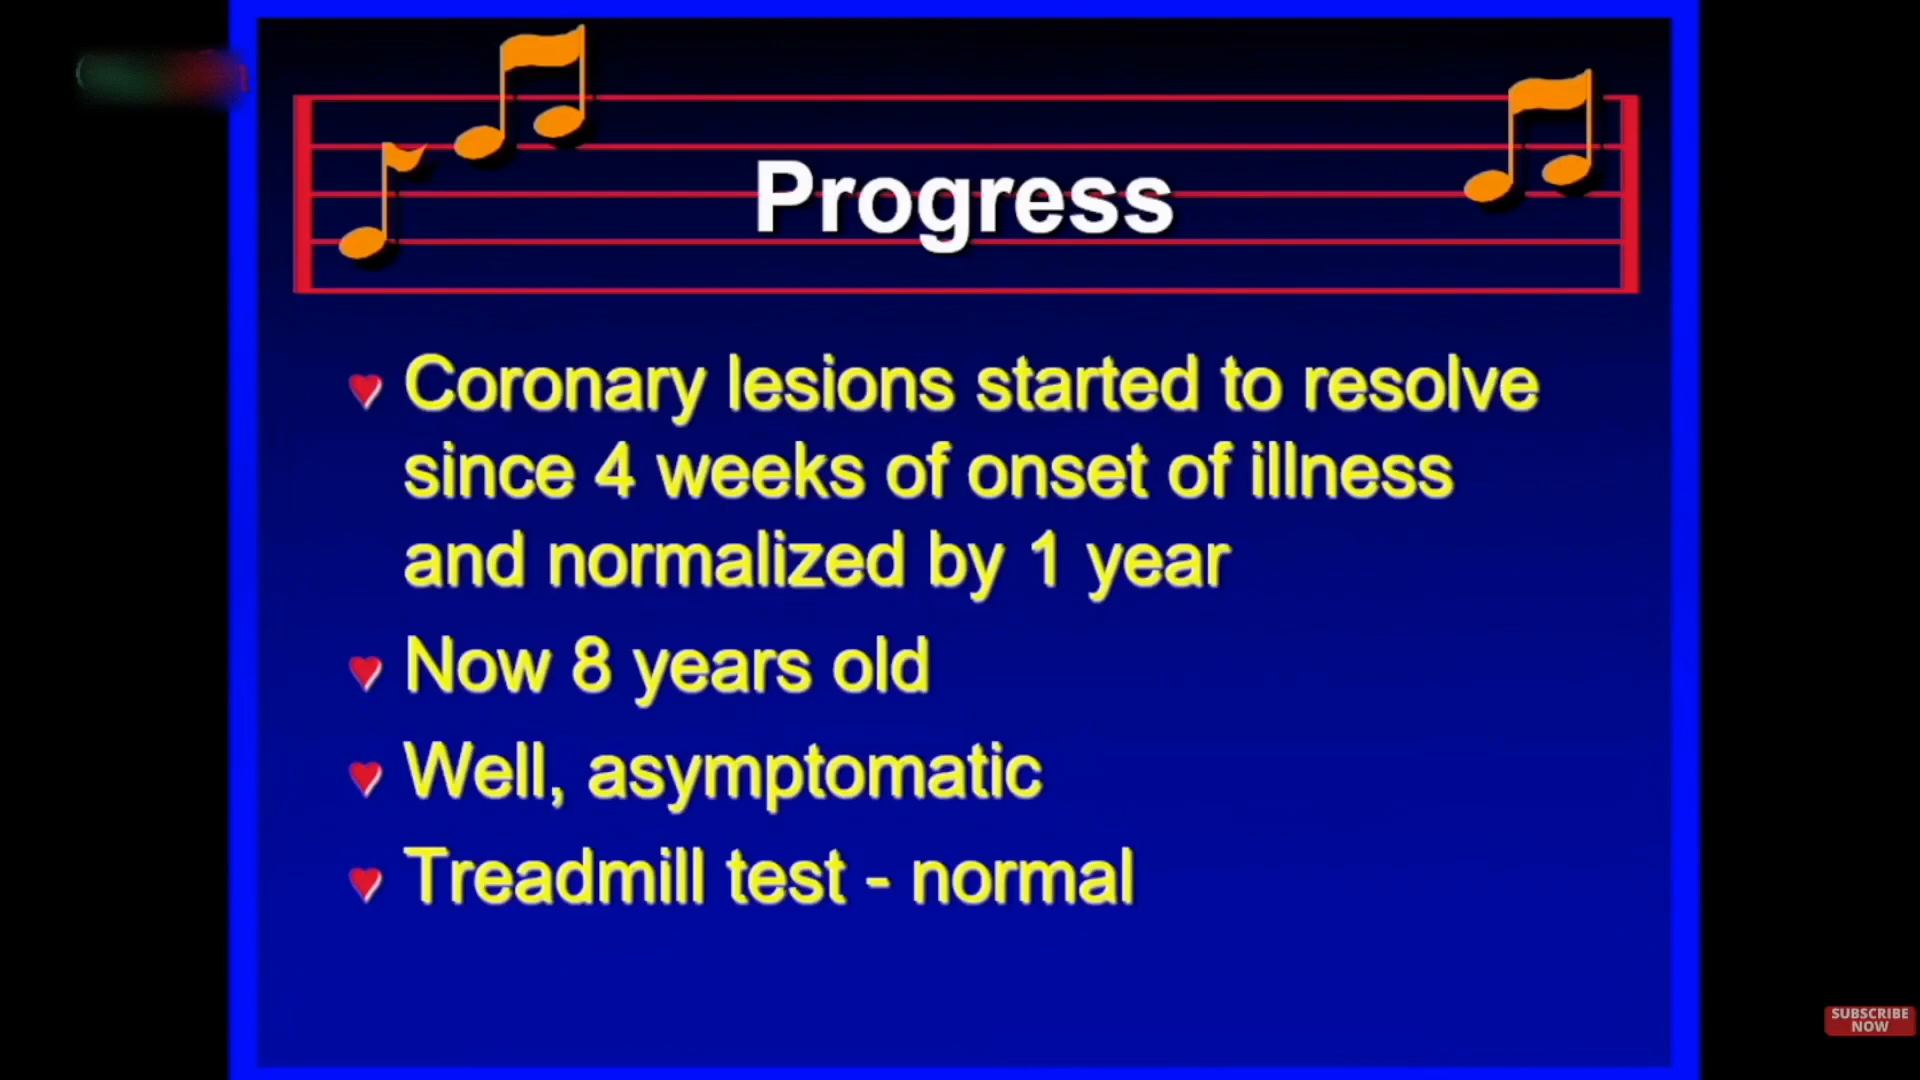 Progress
Coronary lesions started to resolve
since 4 weeks of onset of illness
and normalized by 1 year
Now 8 years old
Well, asymptomatic
Treadmill test - normal
SUBSCRIBE
NOW